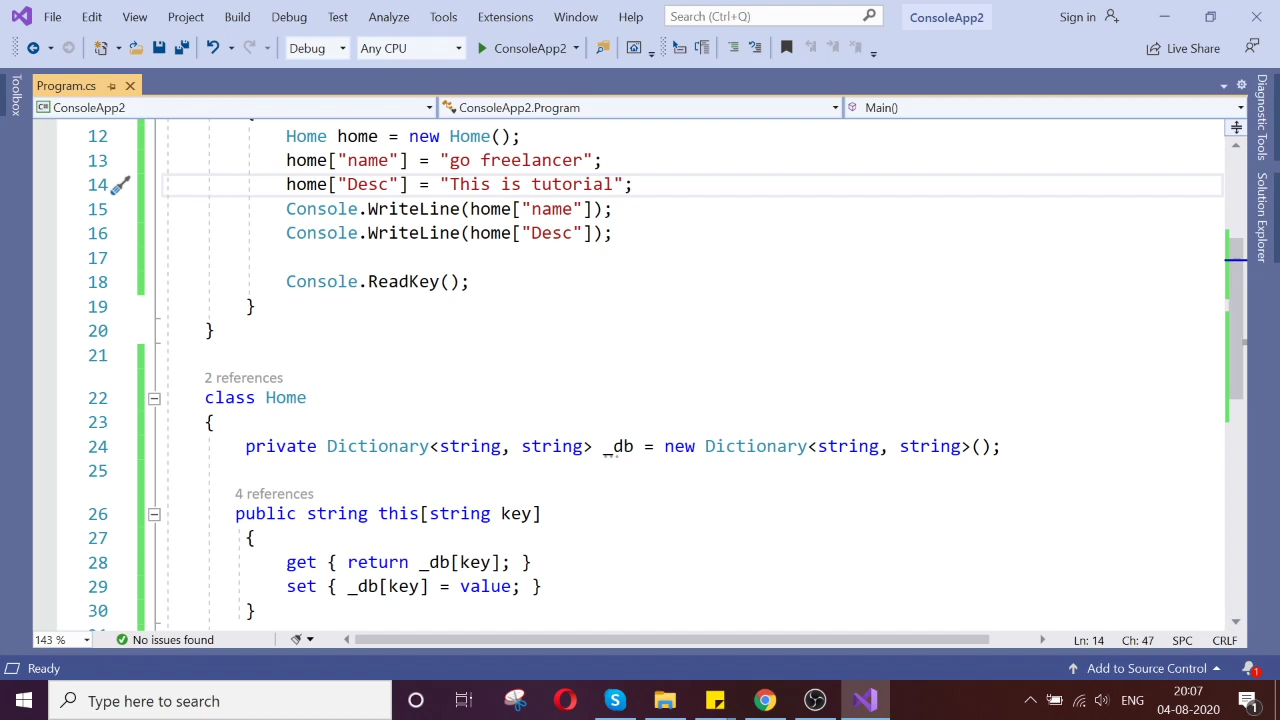 File Edit View Project Build Debug Test Analyze Tools Extensions Window Help Search (Ctrl+Q) ConsoleApp2 Sign in
Debug Any CPU ConsoleApp2 Live Share
Toolbox
Program.cs
ConsoleApp2 ConsoleApp2.Program Main()
Diagnostic Tools
Solution Explorer
12 Home home = new Home();
13 home["name"] = "go freelancer";
14 home["Desc"] = "This is tutorial";
15 Console.WriteLine(home["name"]);
16 Console.WriteLine(home["Desc"]);
17
18 Console.ReadKey();
19 }
20 }
21
2 references
22 class Home
23 {
24 private Dictionary<string, string> _db = new Dictionary<string, string>();
25
4 references
26 public string this[string key]
27 {
28 get { return _db[key]; }
29 set { _db[key] = value; }
30 }
143 % No issues found Ln: 14 Ch: 47 SPC CRLF
Ready Add to Source Control 1
Type here to search ENG 20:07
04-08-2020 1